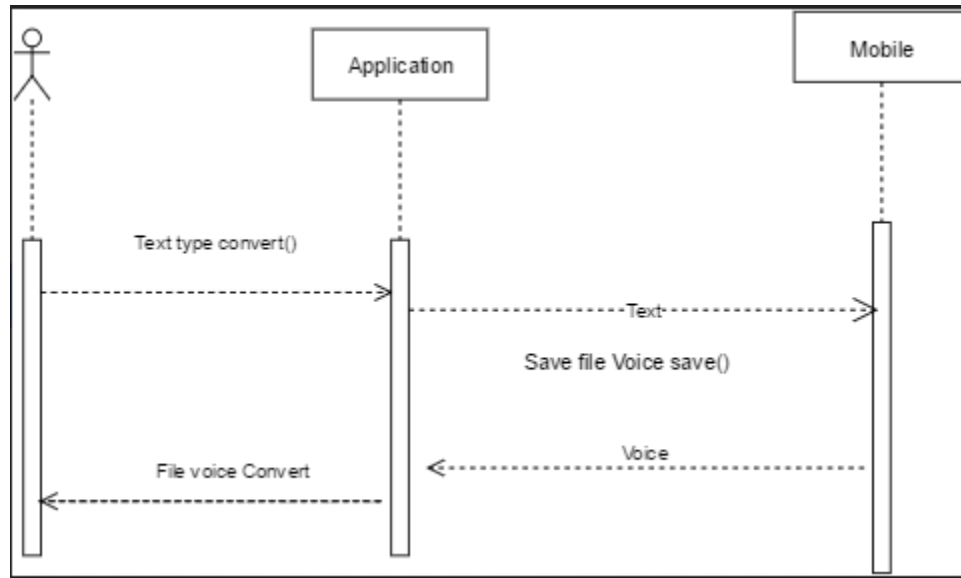 Application
Mobile
Text type convert()
Text
Save file Voice save()
Voice
File voice Convert